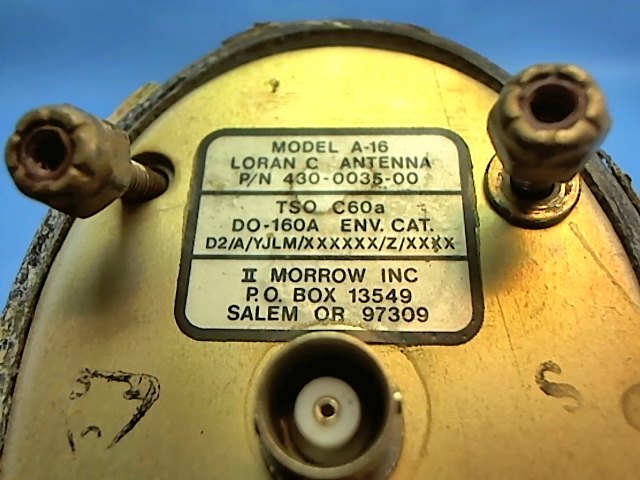 MODEL A-16
LORAN C ANTENNA
P/N 430-0035-00
TSO C60a
DO-160A ENV. CAT.
D2/A/YJLM/XXXXXX/Z/XXXX
II MORROW INC
P.O. BOX 13549
SALEM OR 97309
S